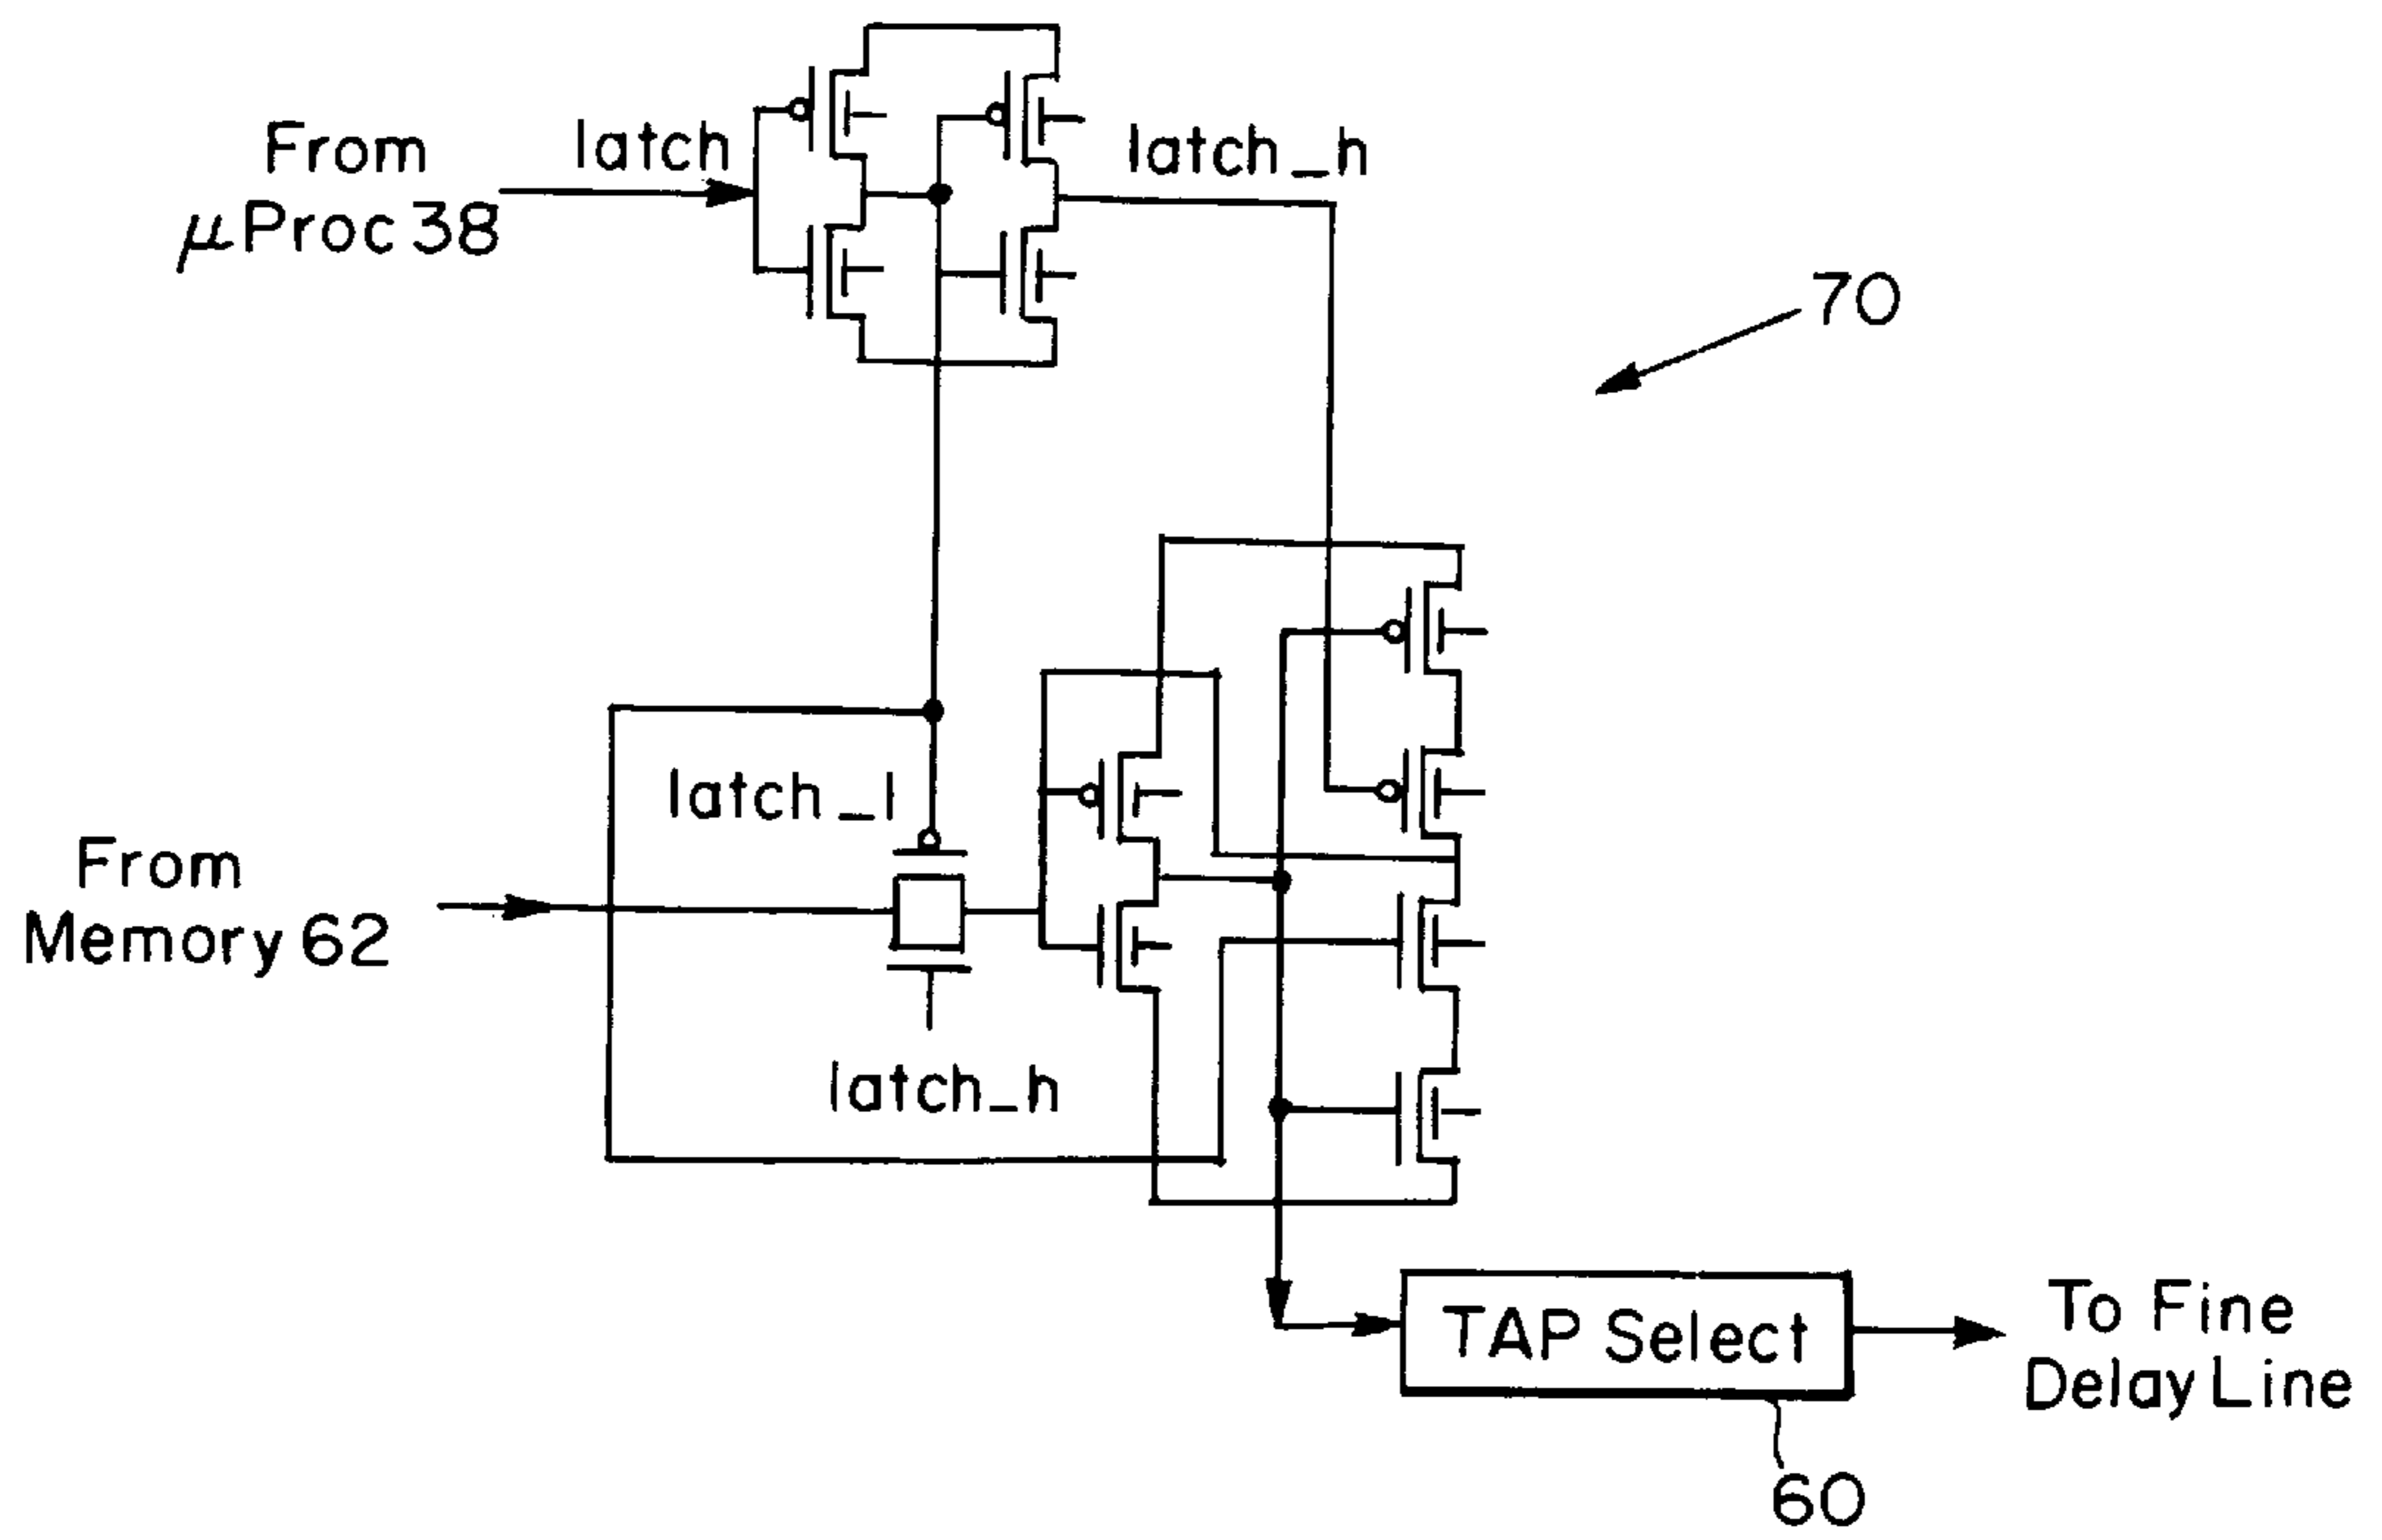 From
μProc 38
latch
latch_h
70
latch_l
From
Memory 62
latch_h
TAP Select
To Fine
Delay Line
60